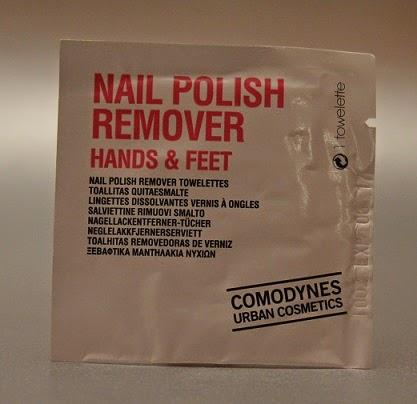 NAIL POLISH
REMOVER
HANDS & FEET
NAIL POLISH REMOVER TOWELETTES
TOALLITAS QUITAESMALTE
LINGETTES DISSOLVANTES VERNIS À ONGLES
SALVIETTINE RIMUOVI SMALTO
NAGELLACKENTFERNER-TÜCHER
NEGLELAKKFJERNERSERVIETT
TOALHITAS REMOVEDORAS DE VERNIZ
ΞΕΒΑΦΤΙΚΑ ΜΑΝΤΗΛΑΚΙΑ ΝΥΧΙΩΝ
1 towelette
COMODYNES
URBAN COSMETICS